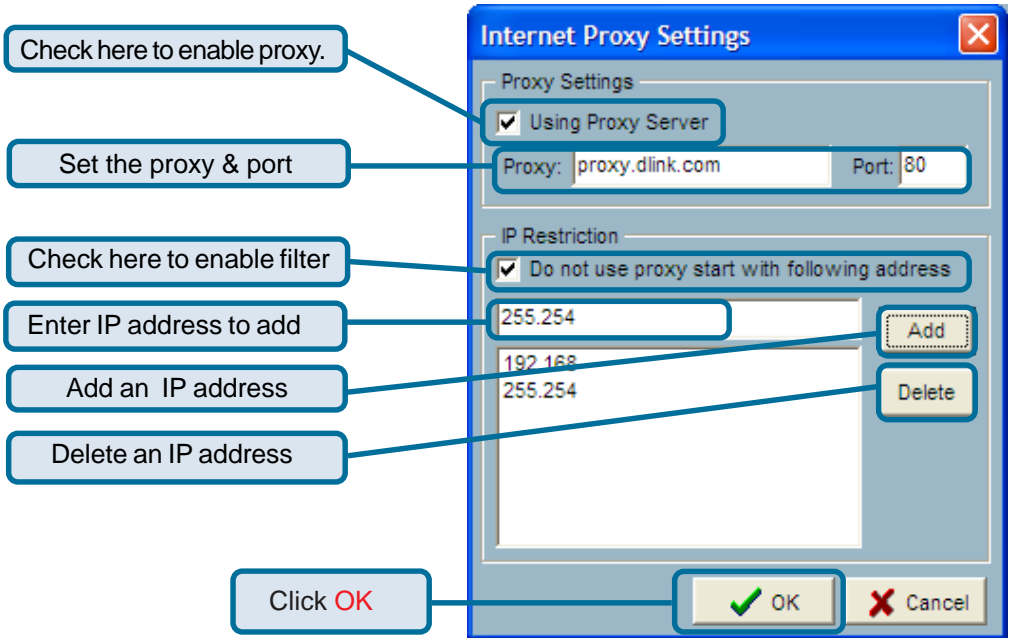 Check here to enable proxy.
Set the proxy & port
Check here to enable filter
Enter IP address to add
Add an IP address
Delete an IP address
Click OK
Internet Proxy Settings
Proxy Settings
Using Proxy Server
Proxy: proxy.dlink.com Port: 80
IP Restriction
Do not use proxy start with following address
255.254
Add
192.168
255.254
Delete
OK
Cancel